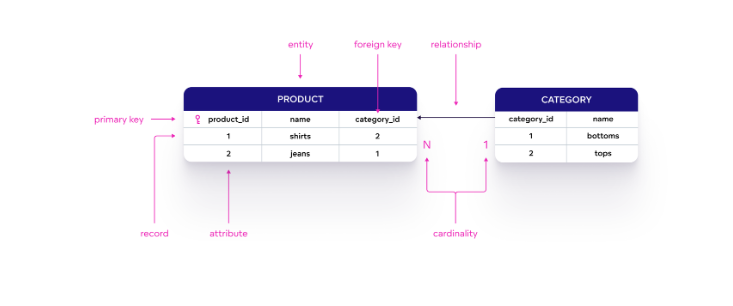 entity foreign key relationship
PRODUCT CATEGORY
primary key product_id name category_id category_id name
1 shirts 2 1 bottoms
2 jeans 1 N 1 2 tops
record attribute cardinality